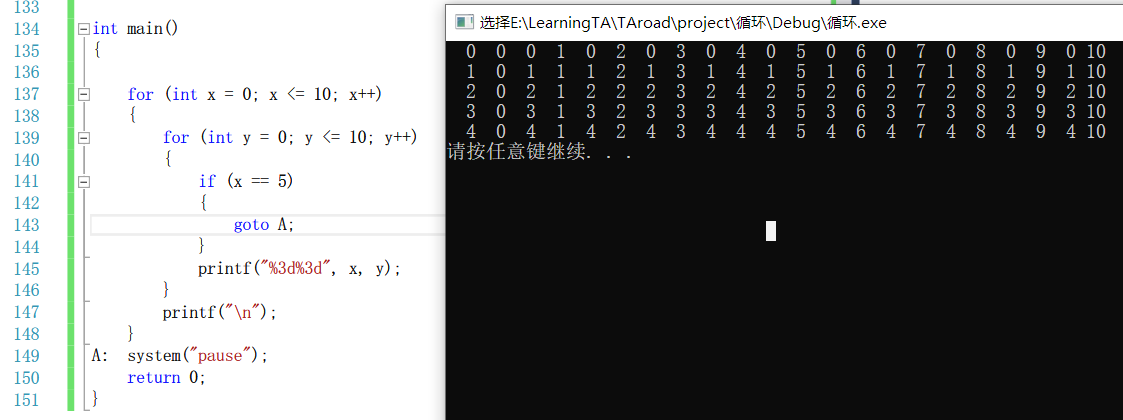 133
134 int main()
135 {
136
137 for (int x = 0; x <= 10; x++)
138 {
139 for (int y = 0; y <= 10; y++)
140 {
141 if (x == 5)
142 {
143 goto A;
144 }
145 printf("%3d%3d", x, y);
146 }
147 printf("\n");
148 }
149 A: system("pause");
150 return 0;
151 }
选择E:\LearningTA\TAroad\project\循环\Debug\循环.exe
0 0 0 1 0 2 0 3 0 4 0 5 0 6 0 7 0 8 0 9 0 10
1 0 1 1 1 2 1 3 1 4 1 5 1 6 1 7 1 8 1 9 1 10
2 0 2 1 2 2 2 3 2 4 2 5 2 6 2 7 2 8 2 9 2 10
3 0 3 1 3 2 3 3 3 4 3 5 3 6 3 7 3 8 3 9 3 10
4 0 4 1 4 2 4 3 4 4 4 5 4 6 4 7 4 8 4 9 4 10
请按任意键继续. . .